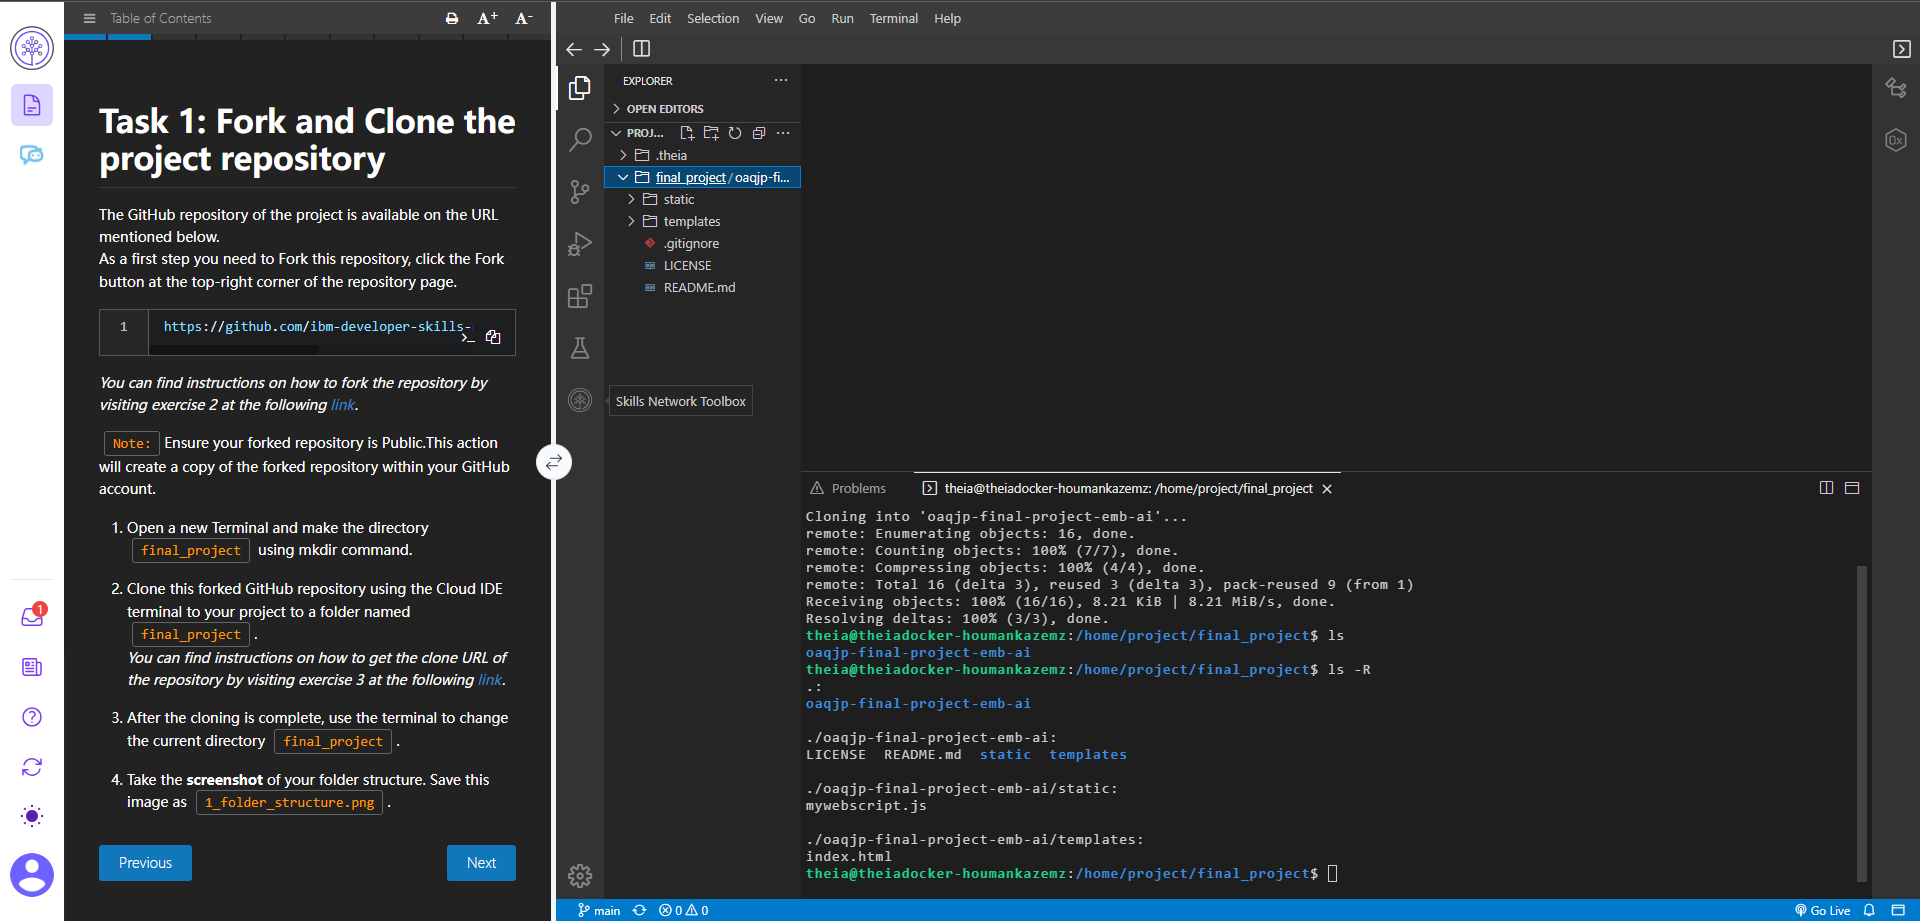 Table of Contents
A+
A-
Task 1: Fork and Clone the
project repository
The GitHub repository of the project is available on the URL
mentioned below.
As a first step you need to Fork this repository, click the Fork
button at the top-right corner of the repository page.
1
https://github.com/ibm-developer-skills-
You can find instructions on how to fork the repository by
visiting exercise 2 at the following link.
Note: Ensure your forked repository is Public.This action
will create a copy of the forked repository within your GitHub
account.
1. Open a new Terminal and make the directory
final_project using mkdir command.
2. Clone this forked GitHub repository using the Cloud IDE
terminal to your project to a folder named
final_project .
You can find instructions on how to get the clone URL of
the repository by visiting exercise 3 at the following link.
3. After the cloning is complete, use the terminal to change
the current directory final_project .
4. Take the screenshot of your folder structure. Save this
image as 1_folder_structure.png .
Previous
Next
1
File Edit Selection View Go Run Terminal Help
EXPLORER
OPEN EDITORS
PROJ...
.theia
final_project/oaqjp-fi...
static
templates
.gitignore
LICENSE
README.md
Skills Network Toolbox
0x
Problems
theia@theiadocker-houmankazemz: /home/project/final_project
Cloning into 'oaqjp-final-project-emb-ai'...
remote: Enumerating objects: 16, done.
remote: Counting objects: 100% (7/7), done.
remote: Compressing objects: 100% (4/4), done.
remote: Total 16 (delta 3), reused 3 (delta 3), pack-reused 9 (from 1)
Receiving objects: 100% (16/16), 8.21 KiB | 8.21 MiB/s, done.
Resolving deltas: 100% (3/3), done.
theia@theiadocker-houmankazemz:/home/project/final_project$ ls
oaqjp-final-project-emb-ai
theia@theiadocker-houmankazemz:/home/project/final_project$ ls -R
.:
oaqjp-final-project-emb-ai
./oaqjp-final-project-emb-ai:
LICENSE README.md static templates
./oaqjp-final-project-emb-ai/static:
mywebscript.js
./oaqjp-final-project-emb-ai/templates:
index.html
theia@theiadocker-houmankazemz:/home/project/final_project$
main
0 0
Go Live